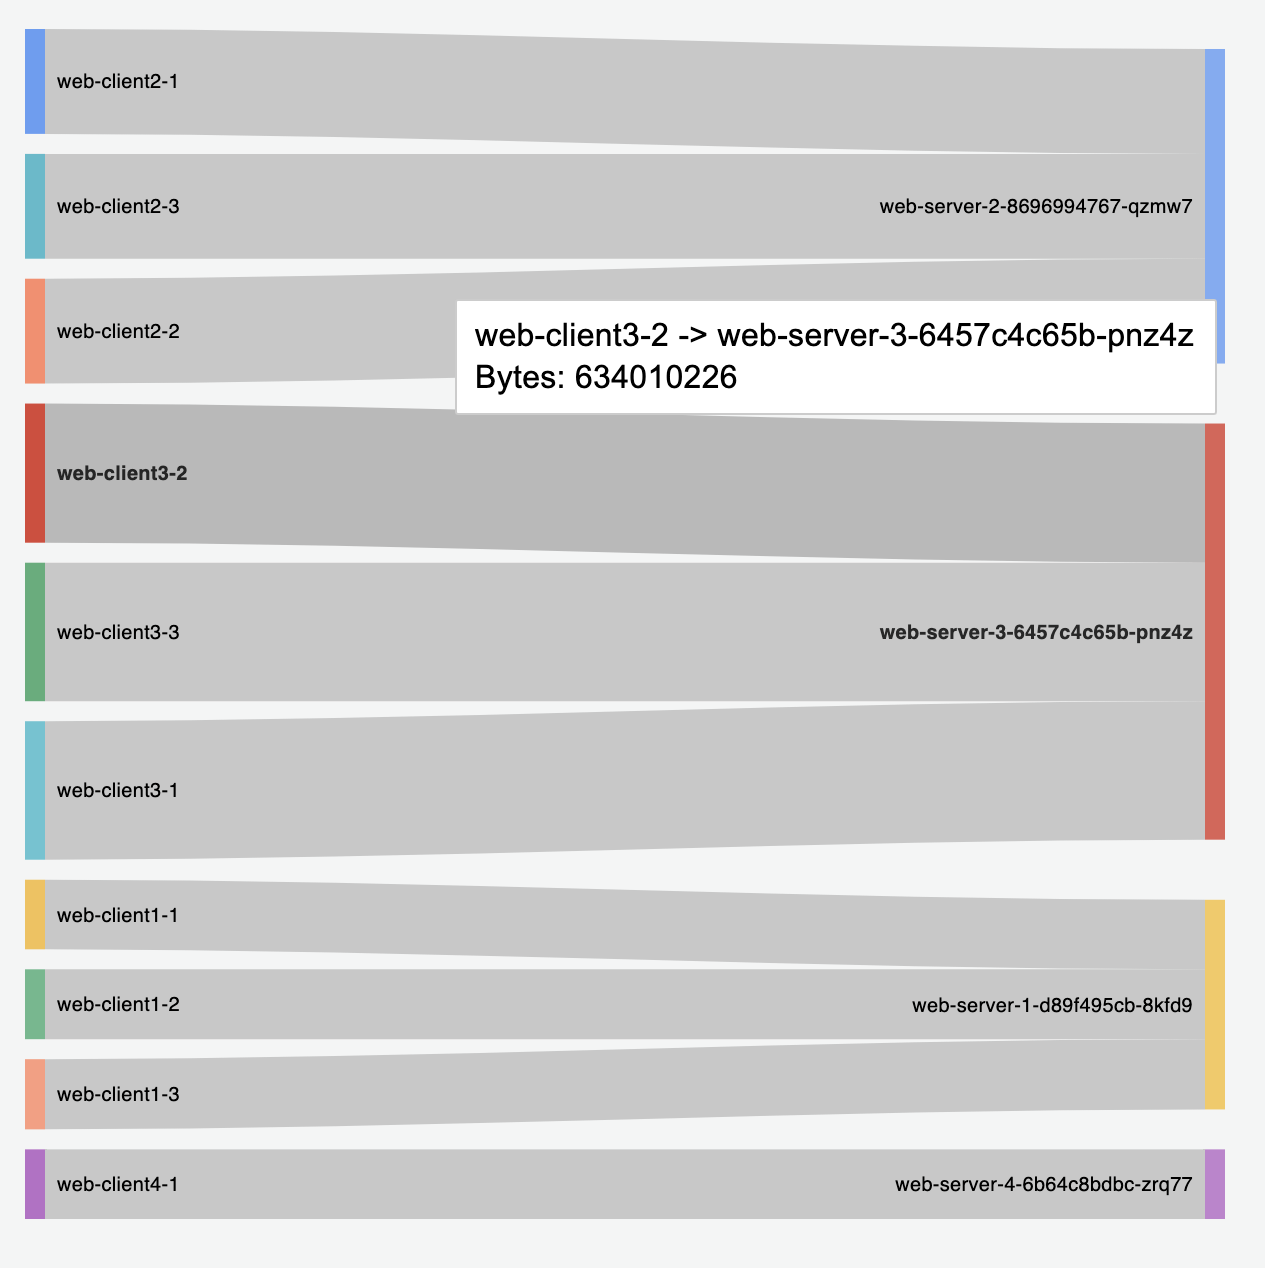 web-client2-1
web-client2-3
web-server-2-8696994767-qzmw7
web-client2-2
web-client3-2 -> web-server-3-6457c4c65b-pnz4z
Bytes: 634010226
web-client3-2
web-client3-3
web-server-3-6457c4c65b-pnz4z
web-client3-1
web-client1-1
web-client1-2
web-server-1-d89f495cb-8kfd9
web-client1-3
web-client4-1
web-server-4-6b64c8bdbc-zrq77